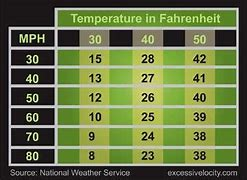 Temperature in Fahrenheit
MPH 30 40 50
30 15 28 42
40 13 27 41
50 12 26 40
60 10 25 39
70 9 24 38
80 8 23 38
Source: National Weather Service excessivelocity.com